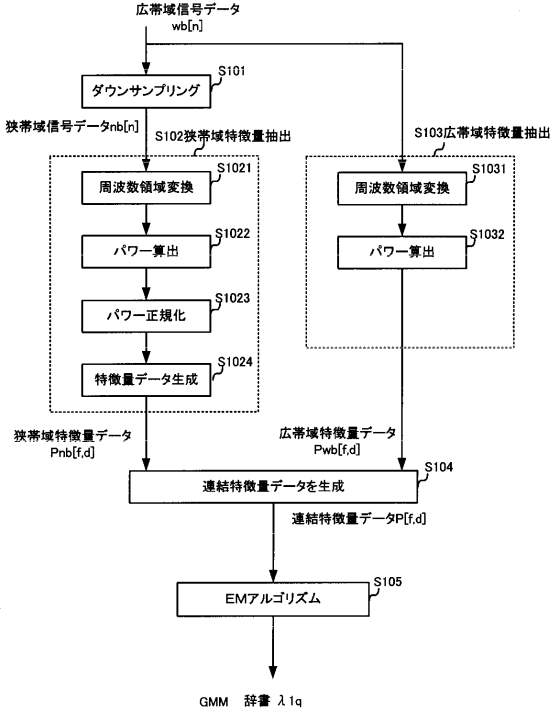 広帯域信号データ
wb[n]
S101
ダウンサンプリング
狭帯域信号データnb[n]
S102狭帯域特徴量抽出
S103広帯域特徴量抽出
S1021
周波数領域変換
S1031
周波数領域変換
S1022
パワー算出
S1032
パワー算出
S1023
パワー正規化
S1024
特徴量データ生成
狭帯域特徴量データ
Pnb[f,d]
広帯域特徴量データ
Pwb[f,d]
S104
連結特徴量データを生成
連結特徴量データP[f,d]
S105
EMアルゴリズム
GMM 辞書 λ1q